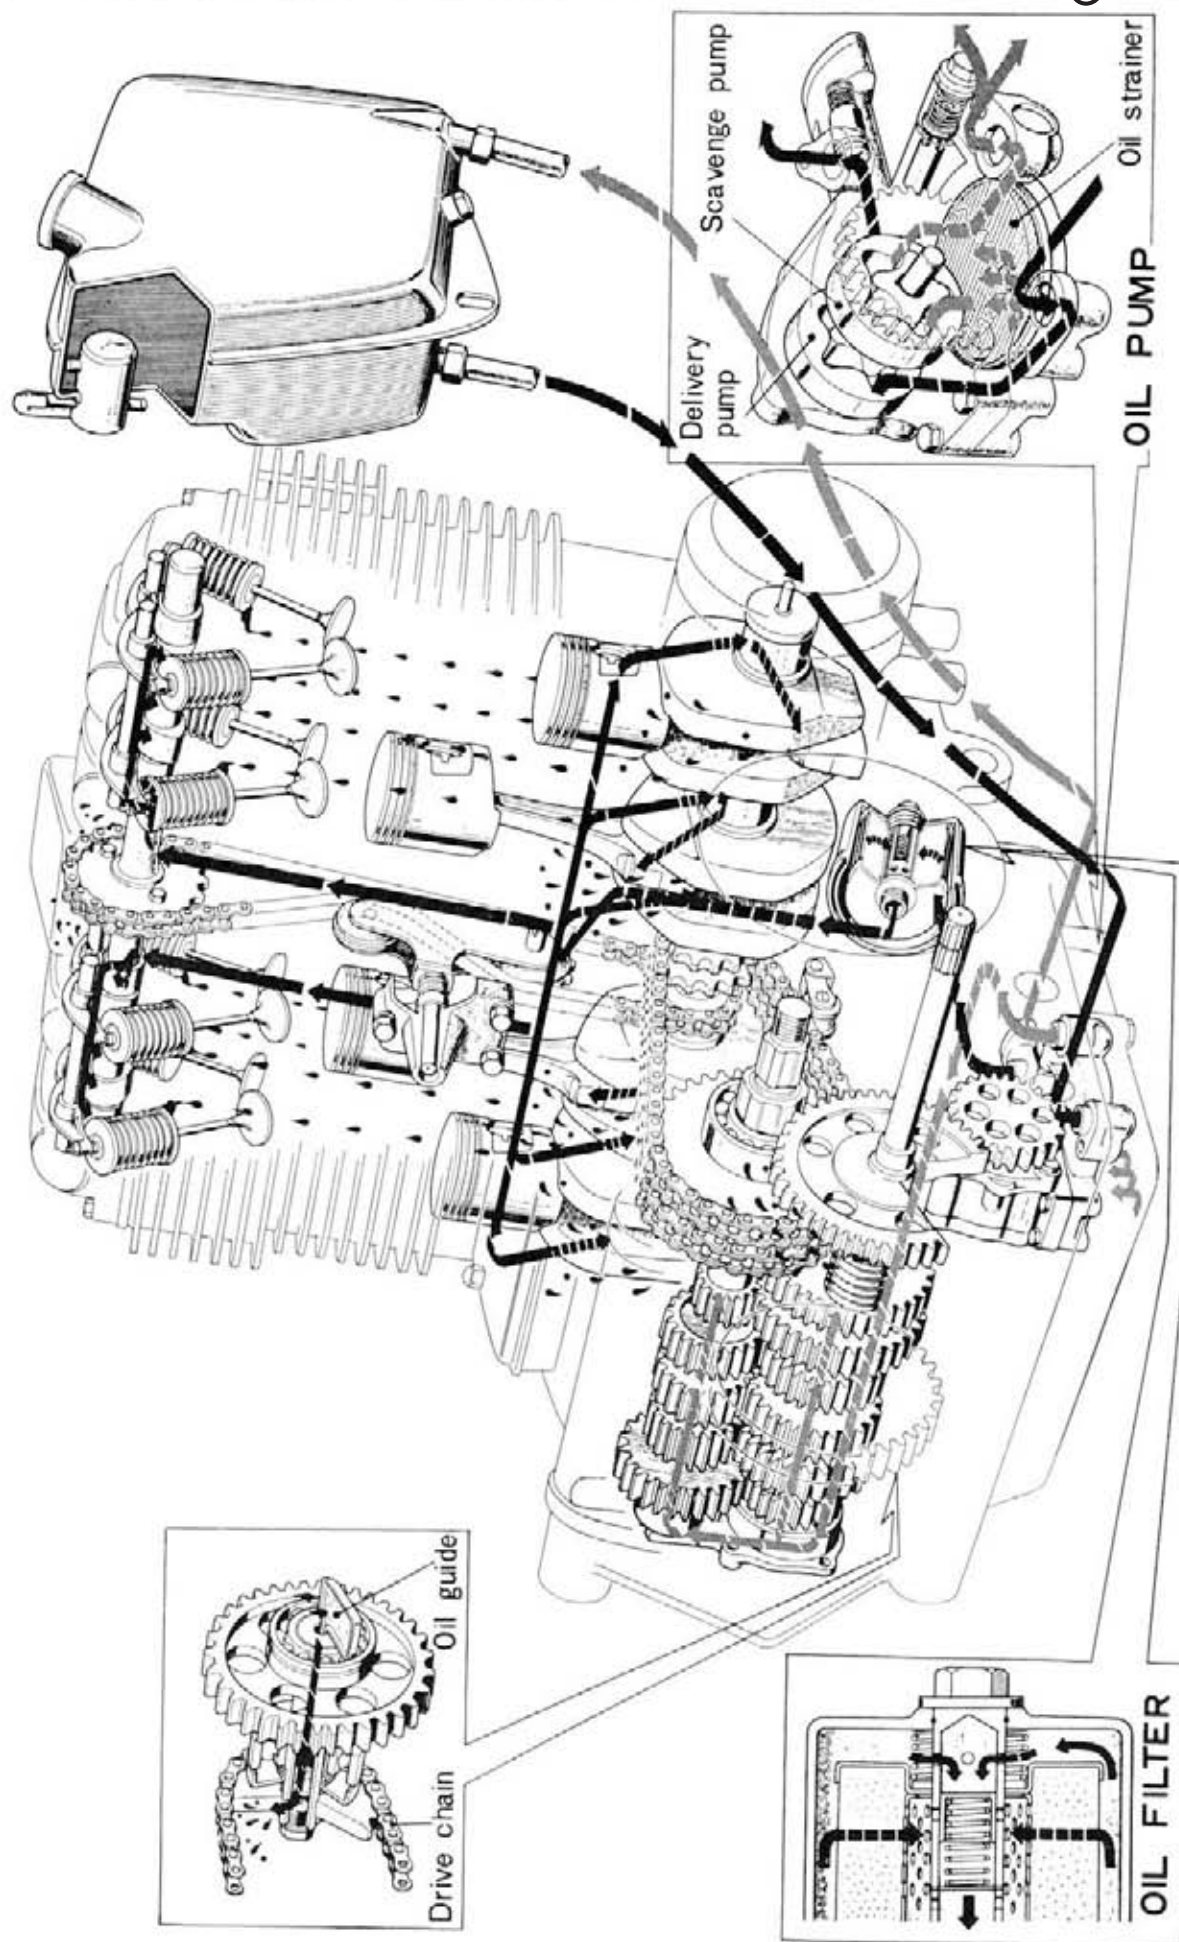 Drive chain
Oil guide
OIL FILTER
Delivery
pump
Scavenge pump
Oil strainer
OIL PUMP